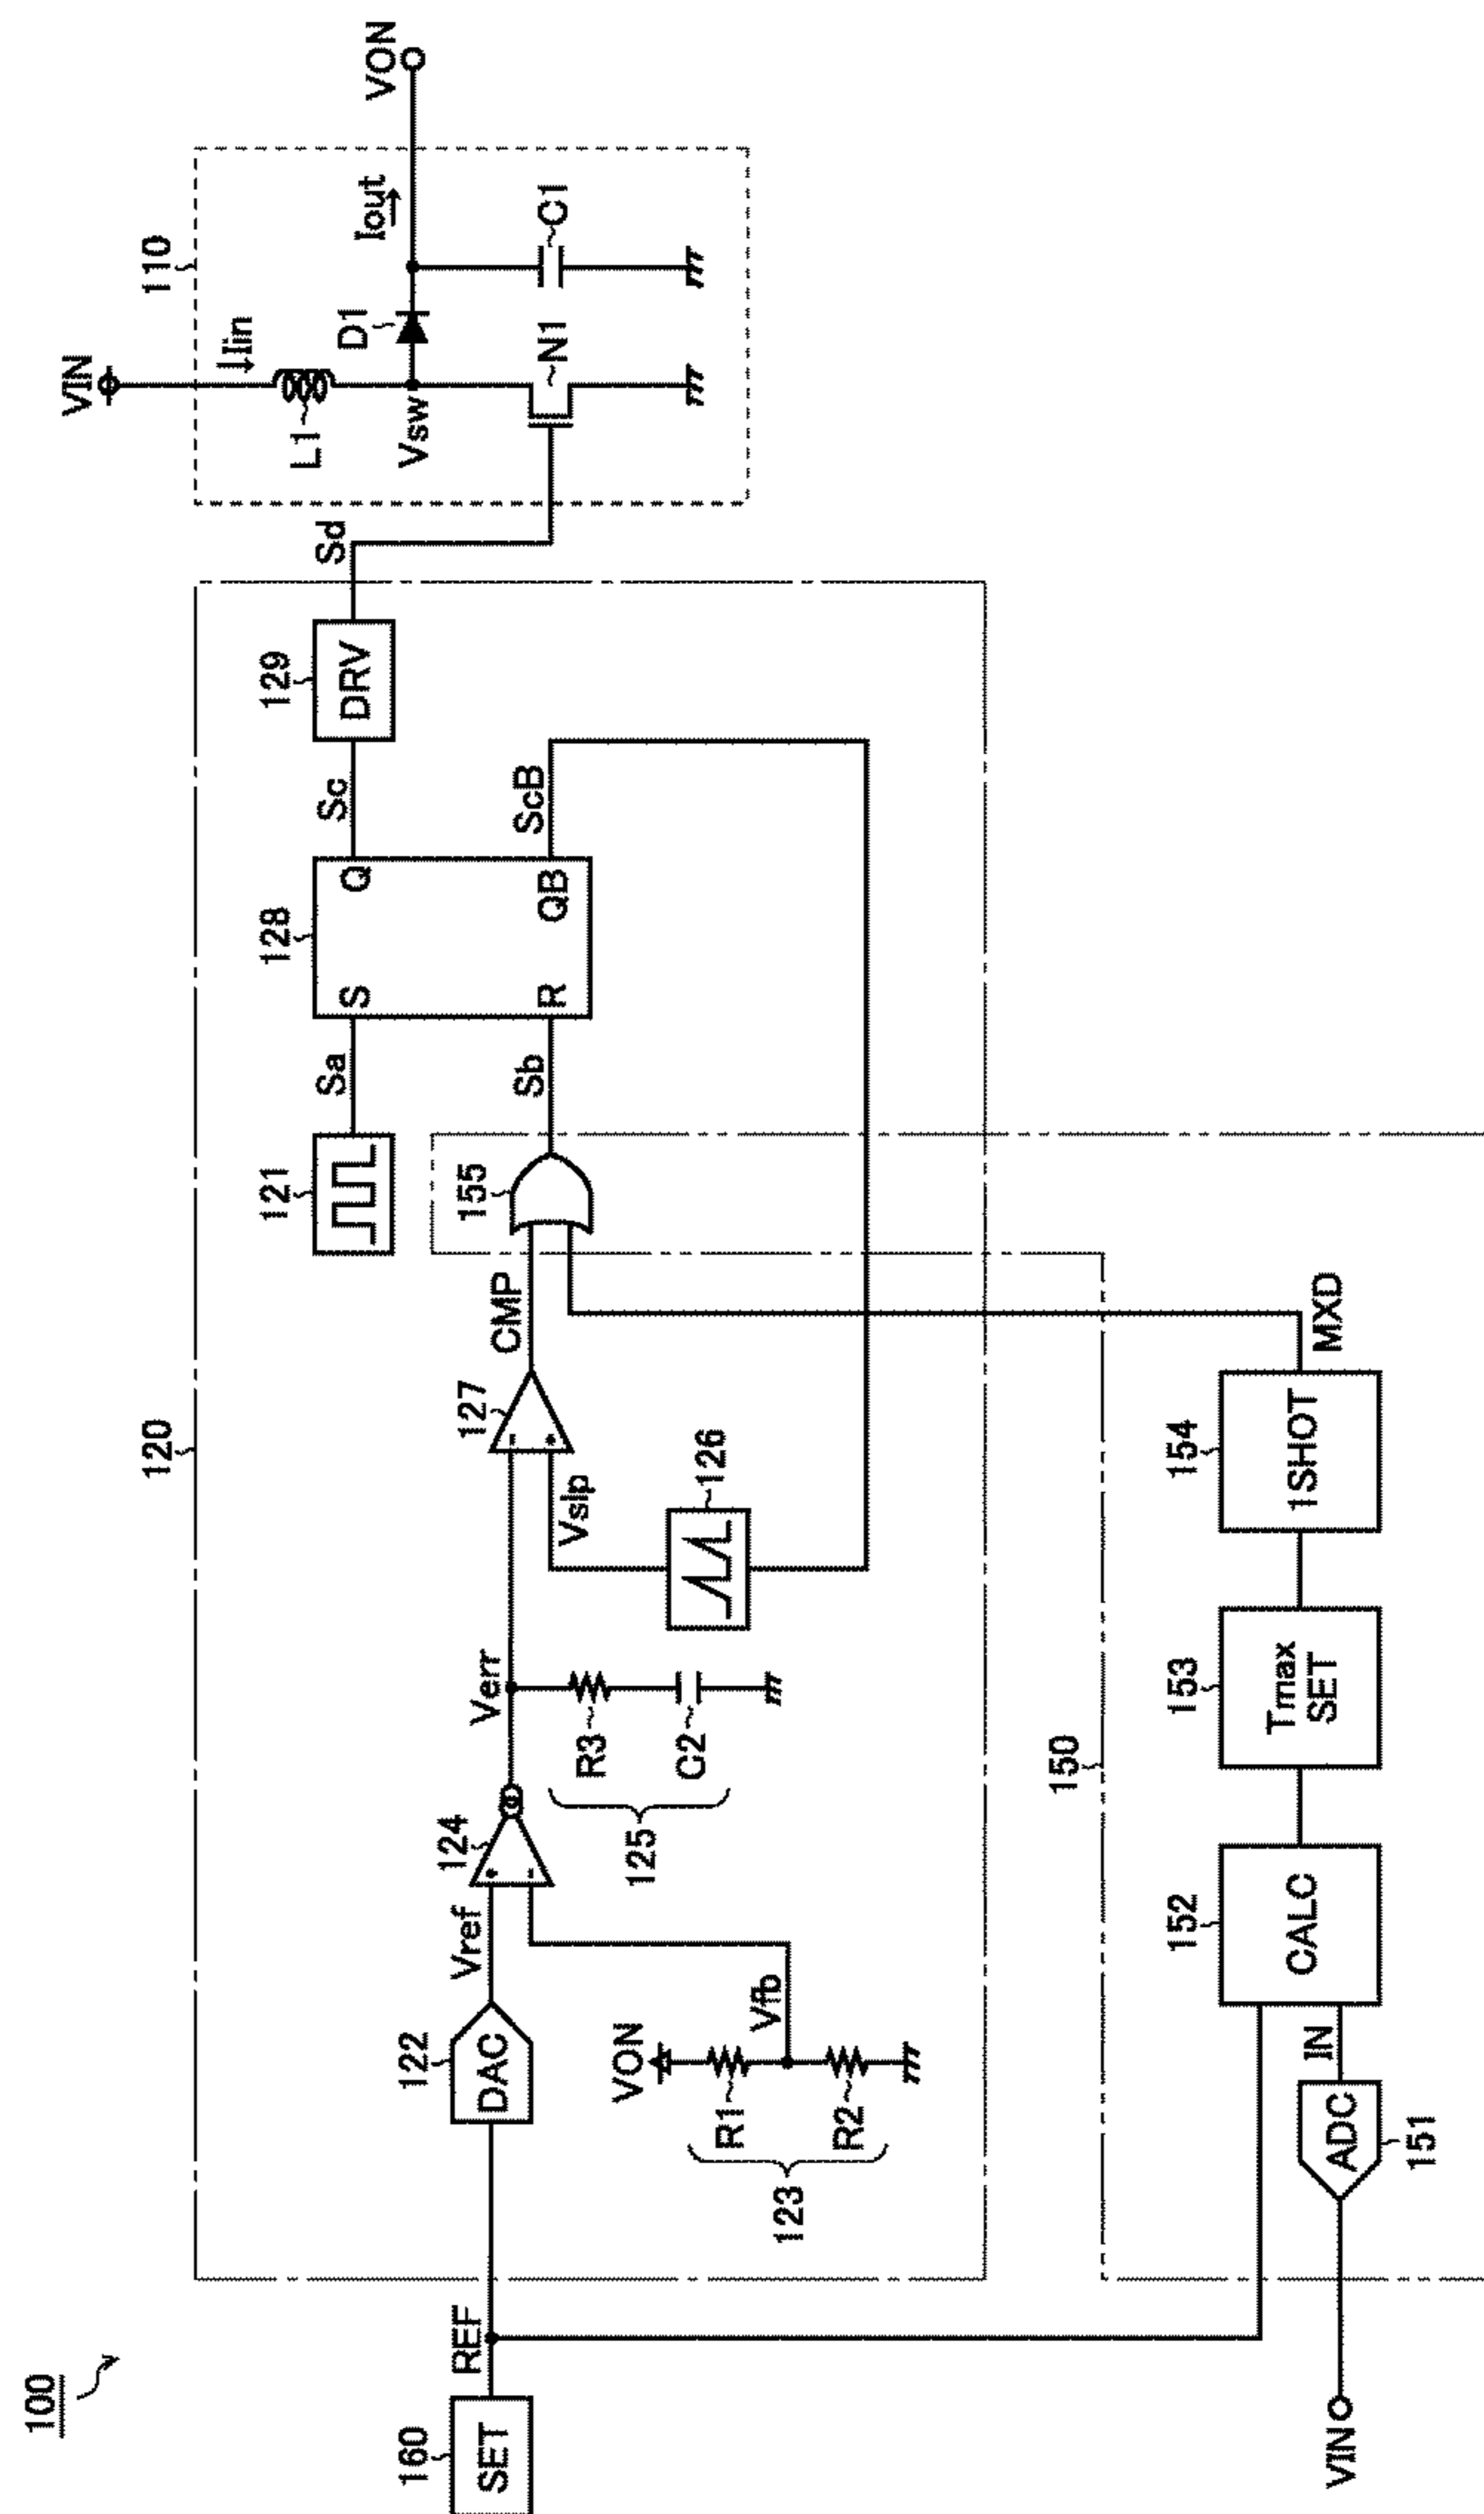 100
VIN
110
Iin
L1
D1
Iout
VON
Vsw
N1
C1
Sd
120
121
Sa
128
S
Q
R
QB
Sc
129
DRV
ScB
Sb
155
CMP
127
-
+
Vslp
126
160
SET
REF
122
DAC
Vref
124
+
-
Verr
R3
C2
125
VON
Vfb
R1
R2
123
150
152
CALC
153
Tmax
SET
154
1SHOT
MXD
IN
ADC
151
VIN